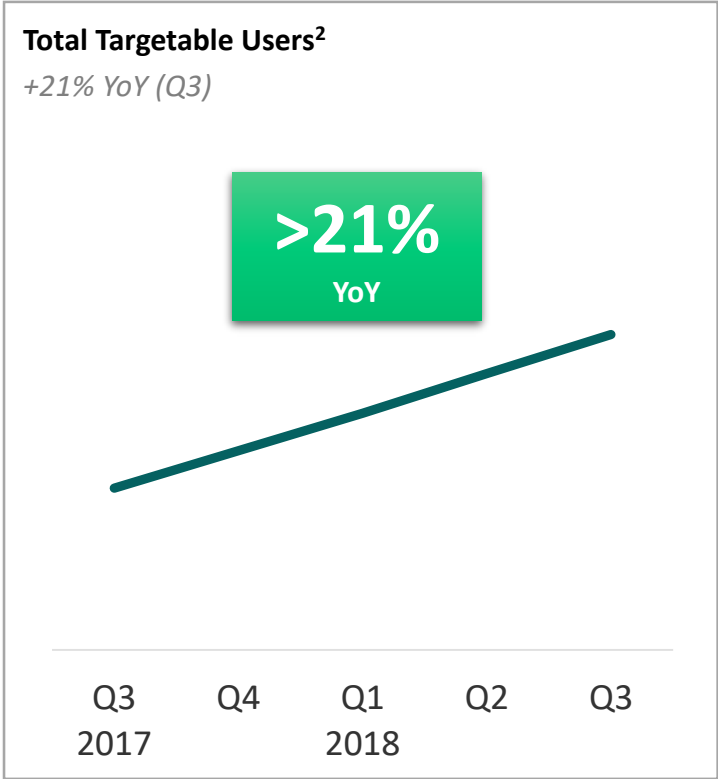 Total Targetable Users²
+21% YoY (Q3)
>21%
YoY
Q3 Q4 Q1 Q2 Q3
2017 2018